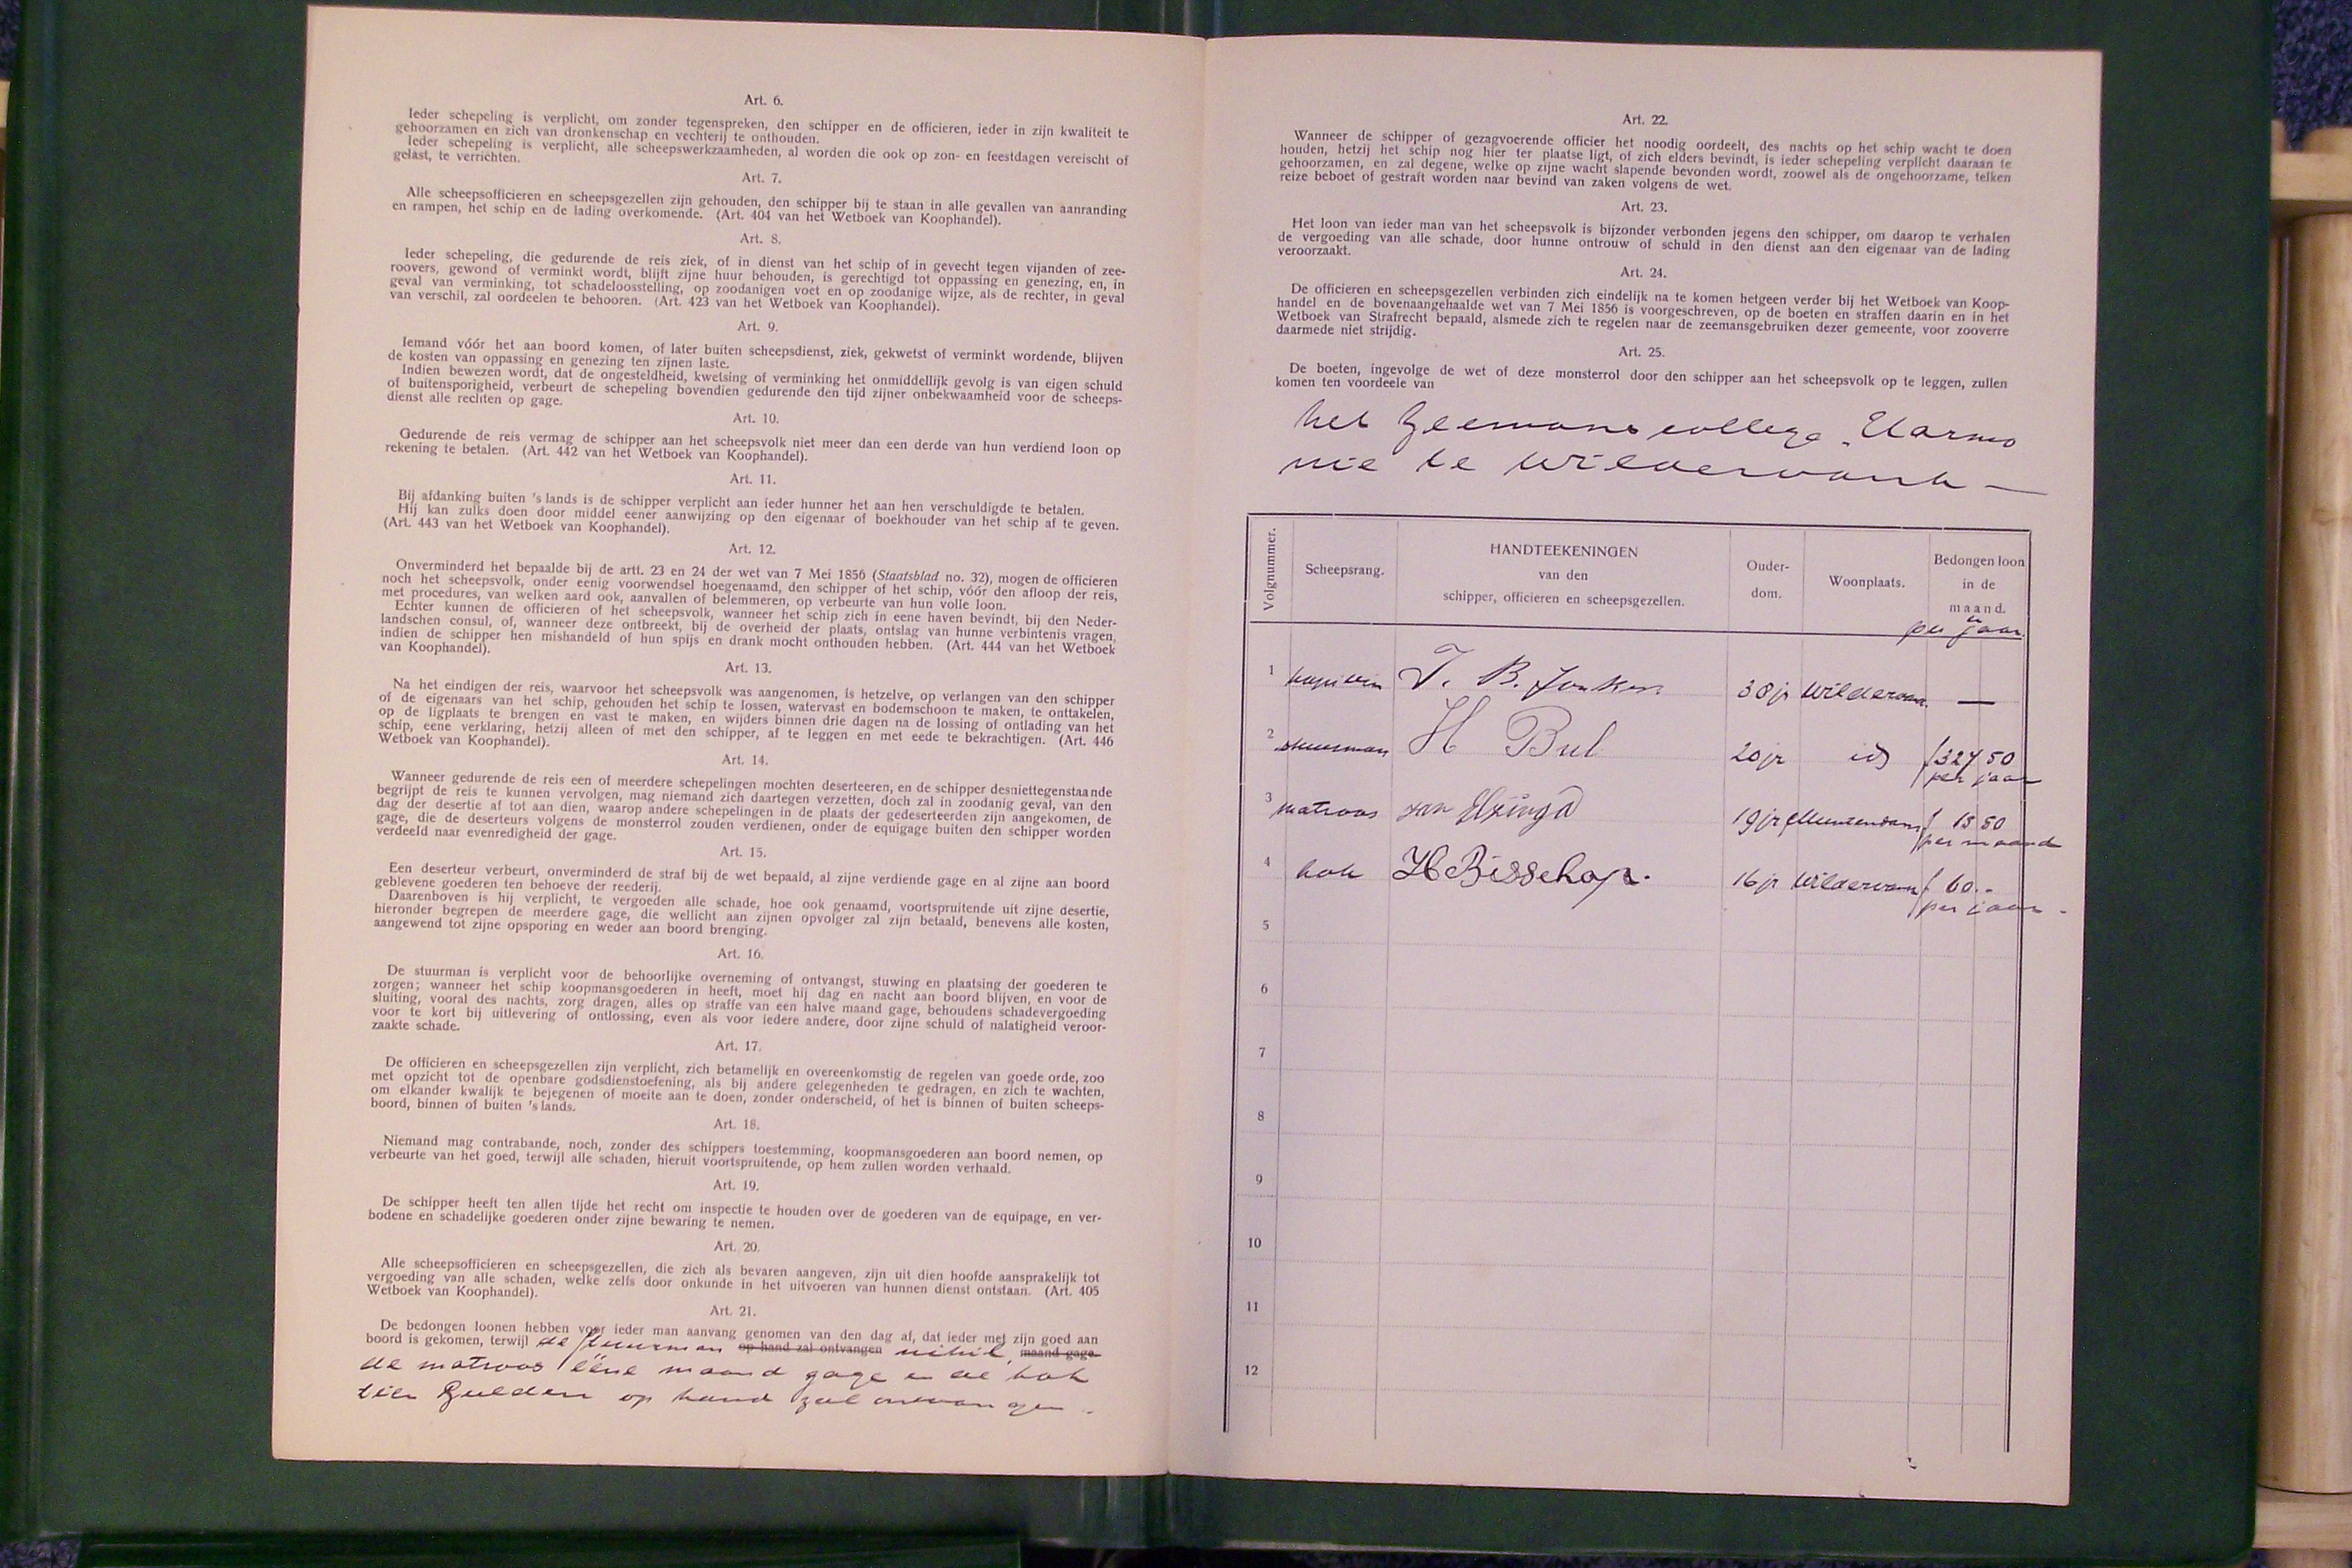 Art. 6.
Ieder schepeling is verplicht, om zonder tegenspreken, den schipper en de officieren, ieder in zijn kwaliteit te
gehoorzamen en zich van dronkenschap en vechterij te onthouden.
Ieder schepeling is verplicht, alle scheepswerkzaamheden, al worden die ook op zon- en feestdagen vereischt of
gelast, te verrichten.
Art. 7.
Alle scheepsofficieren en scheepsgezellen zijn gehouden, den schipper bij te staan in alle gevallen van aanranding
en rampen, het schip en de lading overkomende. (Art. 404 van het Wetboek van Koophandel).
Art. 8.
Ieder schepeling, die gedurende de reis ziek, of in dienst van het schip of in gevecht tegen vijanden of zee-
roovers, gewond of verminkt wordt, blijft zijne huur behouden, is gerechtigd tot oppassing en genezing, en, in
geval van verminking, tot schadeloosstelling, op zoodanigen voet en op zoodanige wijze, als de rechter, in geval
van verschil, zal oordeelen te behooren. (Art. 423 van het Wetboek van Koophandel).
Art. 9.
Iemand vóór het aan boord komen, of later buiten scheepsdienst, ziek, gekwetst of verminkt wordende, blijven
de kosten van oppassing en genezing ten zijnen laste.
Indien bewezen wordt, dat de ongesteldheid, kwetsing of verminking het onmiddellijk gevolg is van eigen schuld
of buitensporigheid, verbeurt de schepeling bovendien gedurende den tijd zijner onbekwaamheid voor de scheeps-
dienst alle rechten op gage.
Art. 10.
Gedurende de reis vermag de schipper aan het scheepsvolk niet meer dan een derde van hun verdiend loon op
rekening te betalen. (Art. 442 van het Wetboek van Koophandel).
Art. 11.
Bij afdanking buiten 's lands is de schipper verplicht aan ieder hunner het aan hen verschuldigde te betalen.
Hij kan zulks doen door middel eener aanwijzing op den eigenaar of boekhouder van het schip af te geven.
(Art. 443 van het Wetboek van Koophandel).
Art. 12.
Onverminderd het bepaalde bij de artt. 23 en 24 der wet van 7 Mei 1856 (Staatsblad no. 32), mogen de officieren
noch het scheepsvolk, onder eenig voorwendsel hoegenaamd, den schipper of het schip, vóór den afloop der reis,
met procedures, van welken aard ook, aanvallen of belemmeren, op verbeurte van hun volle loon.
Echter kunnen de officieren of het scheepsvolk, wanneer het schip zich in eene haven bevindt, bij den Neder-
landschen consul, of, wanneer deze ontbreekt, bij de overheid der plaats, ontslag van hunne verbintenis vragen,
indien de schipper hen mishandeld of hun spijs en drank mocht onthouden hebben. (Art. 444 van het Wetboek
van Koophandel).
Art. 13.
Na het eindigen der reis, waarvoor het scheepsvolk was aangenomen, is hetzelve, op verlangen van den schipper
of de eigenaars van het schip, gehouden het schip te lossen, watervast en bodemschoon te maken, te onttakelen,
op de ligplaats te brengen en vast te maken, en wijders binnen drie dagen na de lossing of ontlading van het
schip, eene verklaring, hetzij alleen of met den schipper, af te leggen en met eede te bekrachtigen. (Art. 446
Wetboek van Koophandel).
Art. 14.
Wanneer gedurende de reis een of meerdere schepelingen mochten deserteeren, en de schipper desniettegenstaande
begrijpt de reis te kunnen vervolgen, mag niemand zich daartegen verzetten, doch zal in zoodanig geval, van den
dag der desertie af tot aan dien, waarop andere schepelingen in de plaats der gedeserteerden zijn aangekomen, de
gage, die de deserteurs volgens de monsterrol zouden verdienen, onder de equigage buiten den schipper worden
verdeeld naar evenredigheid der gage.
Art. 15.
Een deserteur verbeurt, onverminderd de straf bij de wet bepaald, al zijne verdiende gage en al zijne aan boord
geblevene goederen ten behoeve der reederij.
Daarenboven is hij verplicht, te vergoeden alle schade, hoe ook genaamd, voortspruitende uit zijne desertie,
hieronder begrepen de meerdere gage, die wellicht aan zijnen opvolger zal zijn betaald, benevens alle kosten,
aangewend tot zijne opsporing en weder aan boord brenging.
Art. 16.
De stuurman is verplicht voor de behoorlijke overneming of ontvangst, stuwing en plaatsing der goederen te
zorgen; wanneer het schip koopmansgoederen in heeft, moet hij dag en nacht aan boord blijven, en voor de
sluiting, vooral des nachts, zorg dragen, alles op straffe van een halve maand gage, behoudens schadevergoeding
voor te kort bij uitlevering of ontlossing, even als voor iedere andere, door zijne schuld of nalatigheid veroor-
zaakte schade.
Art. 17.
De officieren en scheepsgezellen zijn verplicht, zich betamelijk en overeenkomstig de regelen van goede orde, zoo
met opzicht tot de openbare godsdienstoefening, als bij andere gelegenheden te gedragen, en zich te wachten,
om elkander kwalijk te bejegenen of moeite aan te doen, zonder onderscheid, of het is binnen of buiten scheeps-
boord, binnen of buiten 's lands.
Art. 18.
Niemand mag contrabande, noch, zonder des schippers toestemming, koopmansgoederen aan boord nemen, op
verbeurte van het goed, terwijl alle schaden, hieruit voortspruitende, op hem zullen worden verhaald.
Art. 19.
De schipper heeft ten allen tijde het recht om inspectie te houden over de goederen van de equipage, en ver-
bodene en schadelijke goederen onder zijne bewaring te nemen.
Art. 20.
Alle scheepsofficieren en scheepsgezellen, die zich als bevaren aangeven, zijn uit dien hoofde aansprakelijk tot
vergoeding van alle schaden, welke zelfs door onkunde in het uitvoeren van hunnen dienst ontstaan. (Art. 405
Wetboek van Koophandel).
Art. 21.
De bedongen loonen hebben voor ieder man aanvang genomen van den dag af, dat ieder met zijn goed aan
boord is gekomen, terwijl de stuurman op hand zal ontvangen nihil, maand gage
de matroos ééne maand gage en de kok
tien Gulden op hand zal ontvangen.
Art. 22.
Wanneer de schipper of gezagvoerende officier het noodig oordeelt, des nachts op het schip wacht te doen
houden, hetzij het schip nog hier ter plaatse ligt, of zich elders bevindt, is ieder schepeling verplicht daaraan te
gehoorzamen, en zal degene, welke op zijne wacht slapende bevonden wordt, zoowel als de ongehoorzame, telken
reize beboet of gestraft worden naar bevind van zaken volgens de wet.
Art. 23.
Het loon van ieder man van het scheepsvolk is bijzonder verbonden jegens den schipper, om daarop te verhalen
de vergoeding van alle schade, door hunne ontrouw of schuld in den dienst aan den eigenaar van de lading
veroorzaakt.
Art. 24.
De officieren en scheepsgezellen verbinden zich eindelijk na te komen hetgeen verder bij het Wetboek van Koop-
handel en de bovenaangehaalde wet van 7 Mei 1856 is voorgeschreven, op de boeten en straffen daarin en in het
Wetboek van Strafrecht bepaald, alsmede zich te regelen naar de zeemansgebruiken dezer gemeente, voor zooverre
daarmede niet strijdig.
Art. 25.
De boeten, ingevolge de wet of deze monsterrol door den schipper aan het scheepsvolk op te leggen, zullen
komen ten voordeele van
het Zeemanscollege "Harmo
nie te Wildervank —
Volgnummer. Scheepsrang. HANDTEEKENINGEN van den schipper, officieren en scheepsgezellen. Ouder-dom. Woonplaats. Bedongen loon in de maand.
en
per jaar.
1 kapitein J. B. Jonker 30 jr Wildervan. —
2 stuurman H Bul 20 jr id f 327 50
per jaar
3 matroos 19 jr Muntendam f 18 50
per maand
4 kok H Bisschop. 16 jr Wildervan f 60.-
per jaar -
5
6
7
8
9
10
11
12